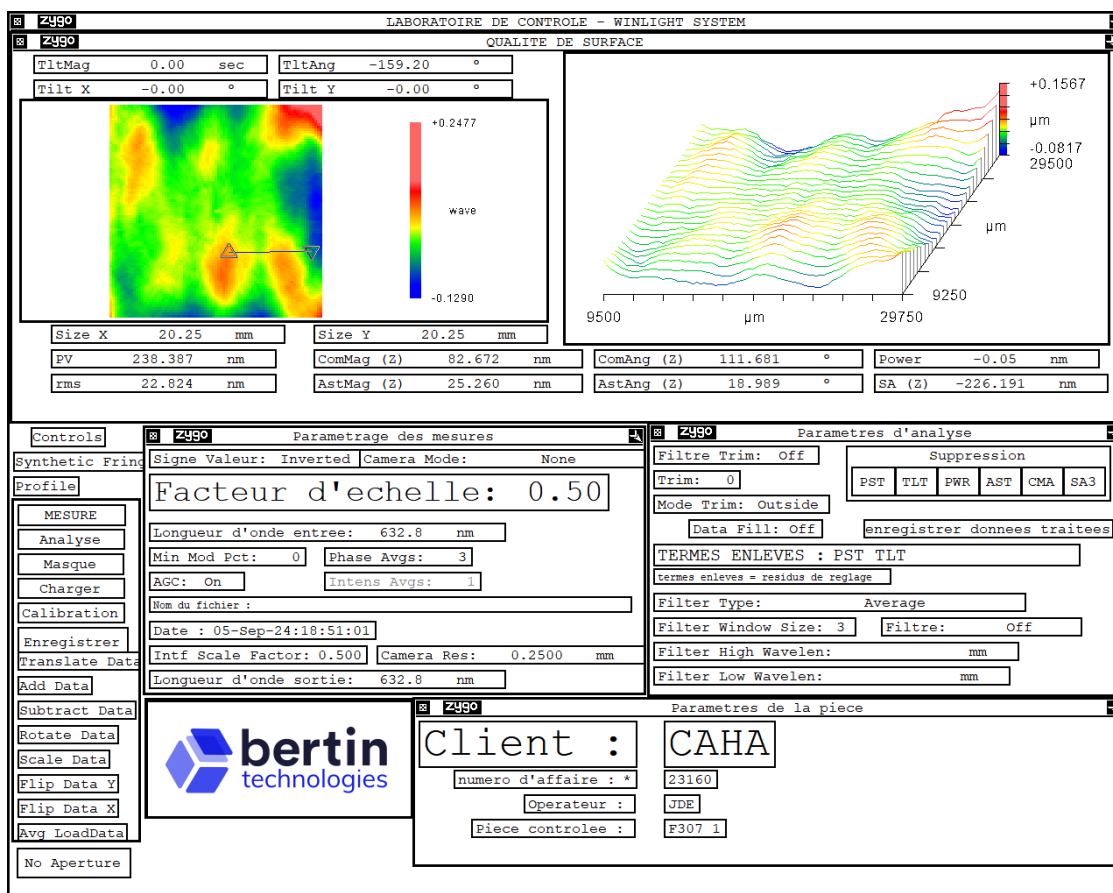 zygo LABORATOIRE DE CONTROLE - WINLIGHT SYSTEM
zygo QUALITE DE SURFACE
TltMag 0.00 sec TltAng -159.20 °
Tilt X -0.00 ° Tilt Y -0.00 °
+0.2477
wave
-0.1290
+0.1567
µm
-0.0817
29500
µm
9250
9500 µm 29750
Size X 20.25 mm Size Y 20.25 mm
PV 238.387 nm ComMag (Z) 82.672 nm ComAng (Z) 111.681 ° Power -0.05 nm
rms 22.824 nm AstMag (Z) 25.260 nm AstAng (Z) 18.989 ° SA (Z) -226.191 nm
Controls
Synthetic Fring
Profile
MESURE
Analyse
Masque
Charger
Calibration
Enregistrer
Translate Data
Add Data
Subtract Data
Rotate Data
Scale Data
Flip Data Y
Flip Data X
Avg LoadData
No Aperture
zygo Parametrage des mesures
Signe Valeur: Inverted Camera Mode: None
Facteur d'echelle: 0.50
Longueur d'onde entree: 632.8 nm
Min Mod Pct: 0 Phase Avgs: 3
AGC: On Intens Avgs: 1
Nom du fichier :
Date : 05-Sep-24:18:51:01
Intf Scale Factor: 0.500 Camera Res: 0.2500 mm
Longueur d'onde sortie: 632.8 nm
zygo Parametres d'analyse
Filtre Trim: Off Suppression
Trim: 0 PST TLT PWR AST CMA SA3
Mode Trim: Outside
Data Fill: Off enregistrer donnees traitees
TERMES ENLEVES : PST TLT
termes enleves = residus de reglage
Filter Type: Average
Filter Window Size: 3 Filtre: Off
Filter High Wavelen: mm
Filter Low Wavelen: mm
bertin
technologies
zygo Parametres de la piece
Client : CAHA
numero d'affaire : * 23160
Operateur : JDE
Piece controlee : F307 1